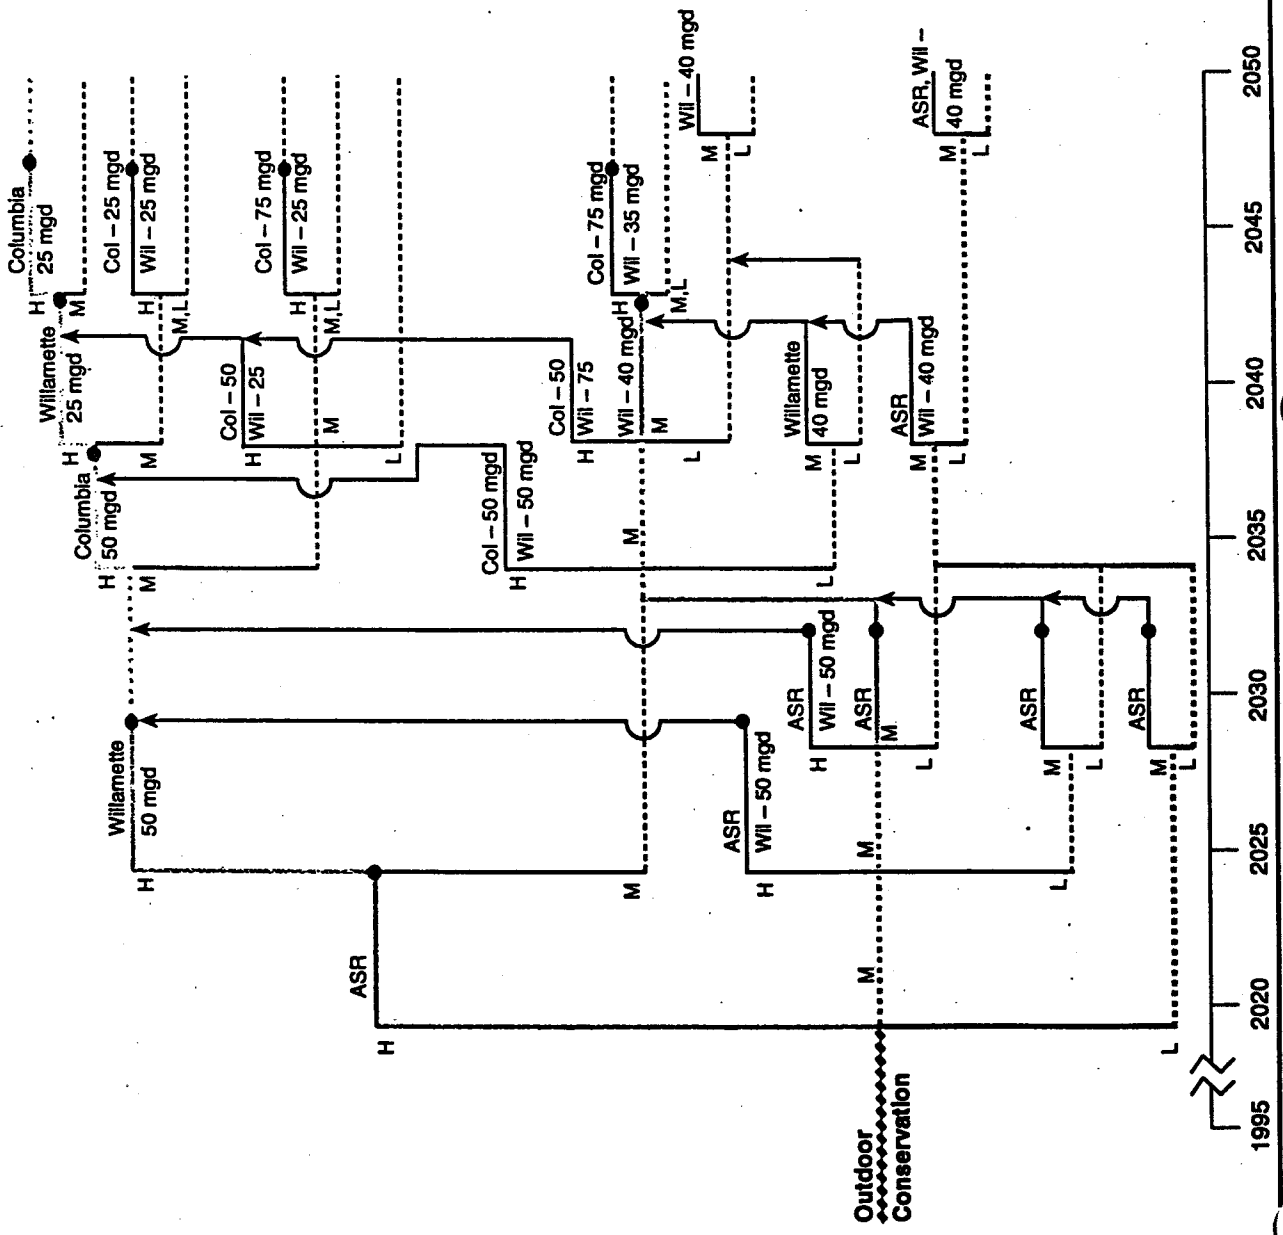 Columbia
25 mgd
H
M
Willamette
25 mgd
H
M
Columbia
50 mgd
H
M
Col – 25 mgd
Wil – 25 mgd
H
M,L
Willamette
50 mgd
H
M
Col – 50
Wil – 25
H
M
L
Col – 75 mgd
Wil – 25 mgd
H
M,L
ASR
H
Col – 50 mgd
Wil – 50 mgd
H
L
Col – 50
Wil – 75
H
L
Col – 75 mgd
Wil – 35 mgd
H
M,L
Wil – 40 mgd
M
M
Wil – 40 mgd
M
L
ASR
Wil – 50 mgd
H
L
Willamette
40 mgd
M
L
ASR
Wil – 50 mgd
H
L
ASR
M
M
M
Outdoor
Conservation
ASR
Wil – 40 mgd
M
L
ASR, Wil –
40 mgd
M
L
ASR
M
L
ASR
M
L
L
1995
2020
2025
2030
2035
2040
2045
2050